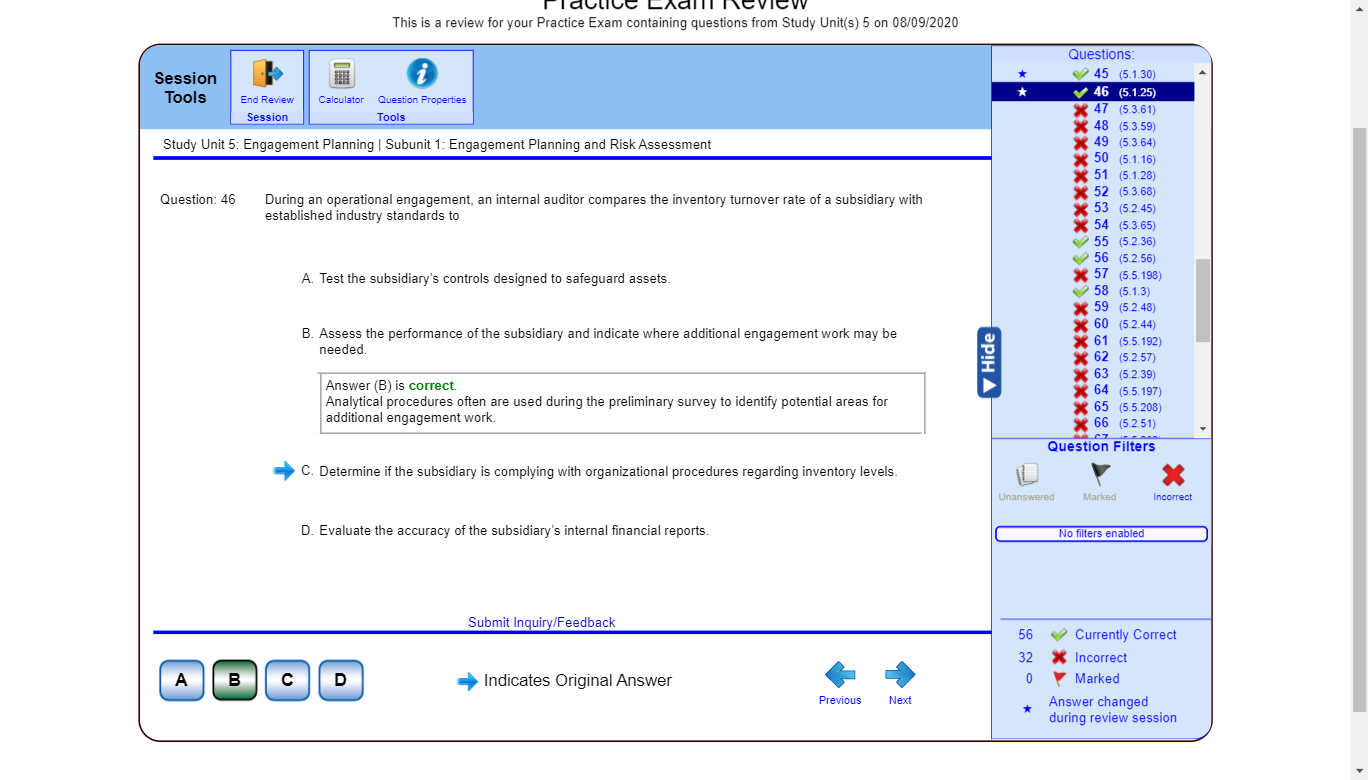 Practice Exam Review
This is a review for your Practice Exam containing questions from Study Unit(s) 5 on 08/09/2020
Session
Tools
End Review
Session
Calculator
Question Properties
Tools
Study Unit 5: Engagement Planning | Subunit 1: Engagement Planning and Risk Assessment
Question: 46
During an operational engagement, an internal auditor compares the inventory turnover rate of a subsidiary with
established industry standards to
A. Test the subsidiary's controls designed to safeguard assets.
B. Assess the performance of the subsidiary and indicate where additional engagement work may be
needed.
Answer (B) is correct.
Analytical procedures often are used during the preliminary survey to identify potential areas for
additional engagement work.
C. Determine if the subsidiary is complying with organizational procedures regarding inventory levels.
D. Evaluate the accuracy of the subsidiary's internal financial reports.
Submit Inquiry/Feedback
A
B
C
D
Indicates Original Answer
Previous
Next
Hide
Questions:
45 (5.1.30)
46 (5.1.25)
47 (5.3.61)
48 (5.3.59)
49 (5.3.64)
50 (5.1.16)
51 (5.1.28)
52 (5.3.68)
53 (5.2.45)
54 (5.3.65)
55 (5.2.36)
56 (5.2.56)
57 (5.5.198)
58 (5.1.3)
59 (5.2.48)
60 (5.2.44)
61 (5.5.192)
62 (5.2.57)
63 (5.2.39)
64 (5.5.197)
65 (5.5.208)
66 (5.2.51)
67
Question Filters
Unanswered
Marked
Incorrect
No filters enabled
56 Currently Correct
32 Incorrect
0 Marked
Answer changed
during review session